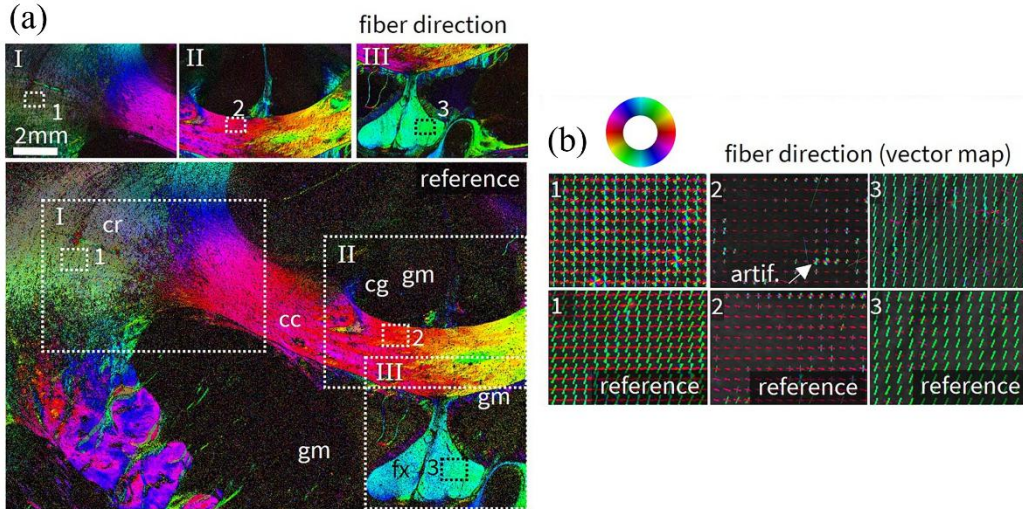 (a)
fiber direction
I
II
III
1
2
3
2mm
reference
I
cr
1
II
cg
gm
cc
2
III
gm
gm
fx
3
(b)
fiber direction (vector map)
1
2
3
artif.
1
2
3
reference
reference
reference